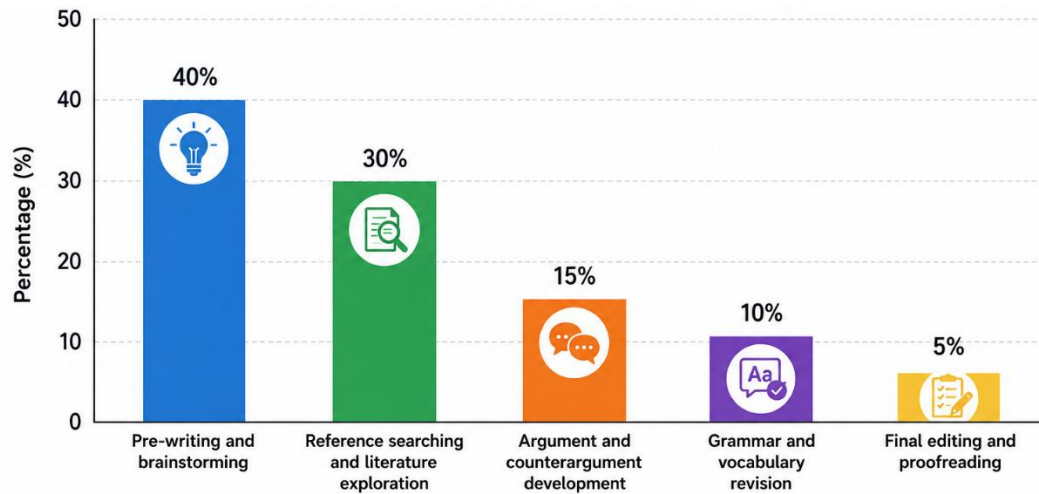 50
40
30
20
10
0
Percentage (%)
40%
30%
15%
10%
5%
Aa
Pre-writing and
brainstorming
Reference searching
and literature
exploration
Argument and
counterargument
development
Grammar and
vocabulary
revision
Final editing and
proofreading